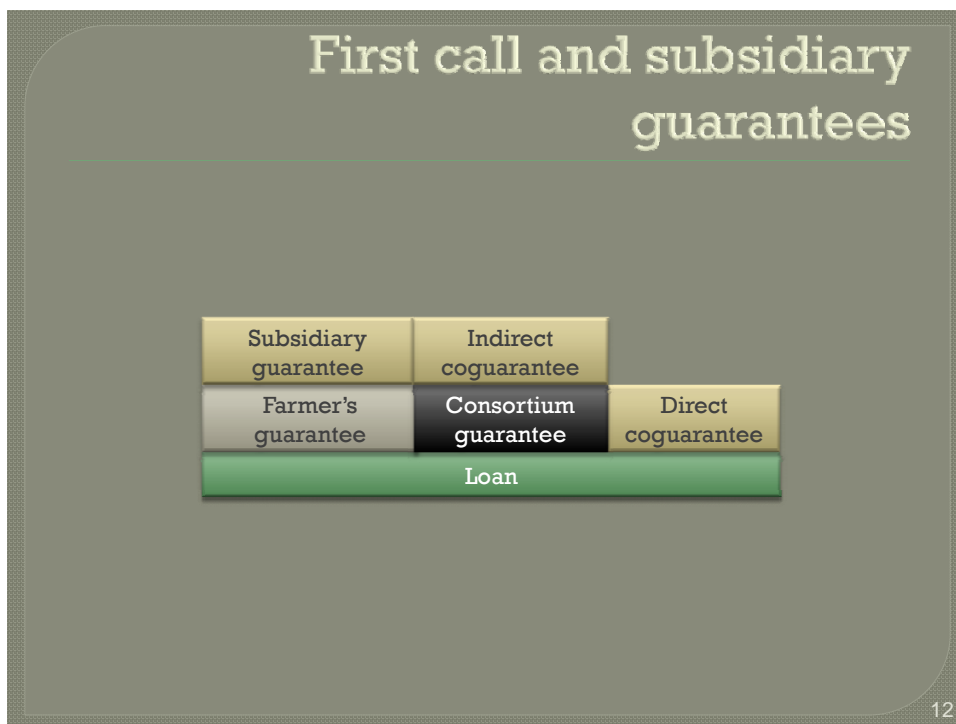 First call and subsidiary
guarantees
Subsidiary
guarantee
Indirect
coguarantee
Farmer’s
guarantee
Consortium
guarantee
Direct
coguarantee
Loan
12